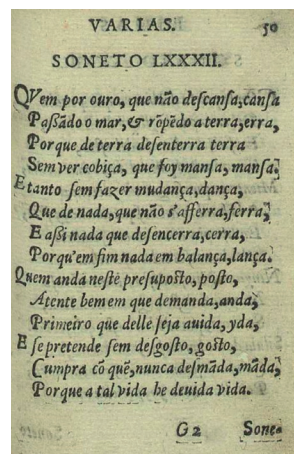 VARIAS. 50
SONETO LXXXII.
QVem por ouro, que não descansa, cansa
Passãdo o mar, & rõpẽdo a terra, erra,
Porque de terra desenterra terra
Sem ver cobiça, que foy mansa, mansa.
E tanto sem fazer mudança, dança,
Que de nada, que não s'afferra, ferra,
E assi nada que desencerra, cerra,
Porqu'em fim nada em balança, lança.
Quem anda neste presuposto, posto,
Atente bem em que demanda, anda,
Primeiro que delle seja auida, yda,
E se pretende sem desgosto, gosto,
Cumpra cõ quẽ, nunca desmãda, mãda,
Porque a tal vida he deuida vida.
G2 Sone-